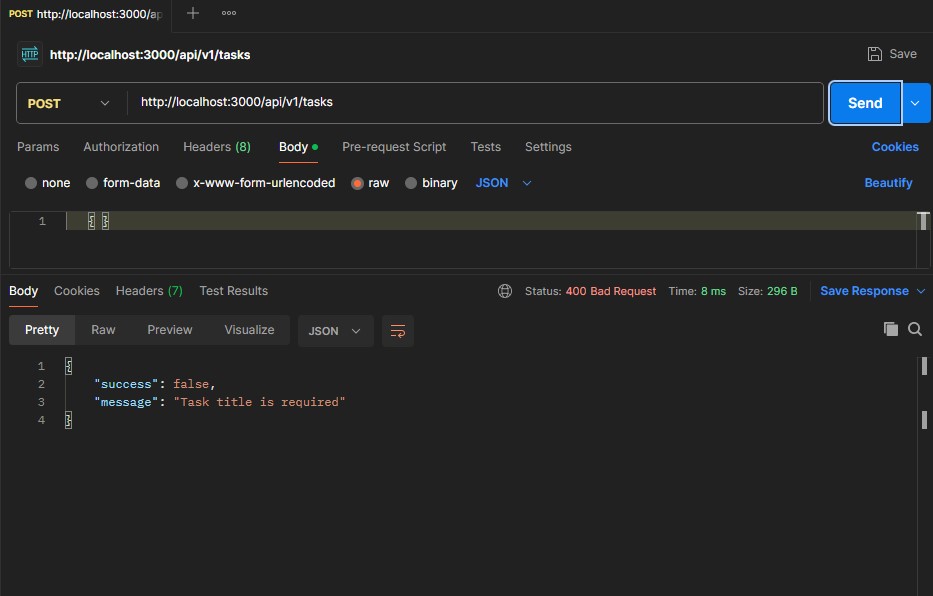 POST http://localhost:3000/ap
HTTP http://localhost:3000/api/v1/tasks Save
POST http://localhost:3000/api/v1/tasks Send
Params Authorization Headers (8) Body Pre-request Script Tests Settings Cookies
none form-data x-www-form-urlencoded raw binary JSON Beautify
1 { }
Body Cookies Headers (7) Test Results Status: 400 Bad Request Time: 8 ms Size: 296 B Save Response
Pretty Raw Preview Visualize JSON
1 {
2 "success": false,
3 "message": "Task title is required"
4 }